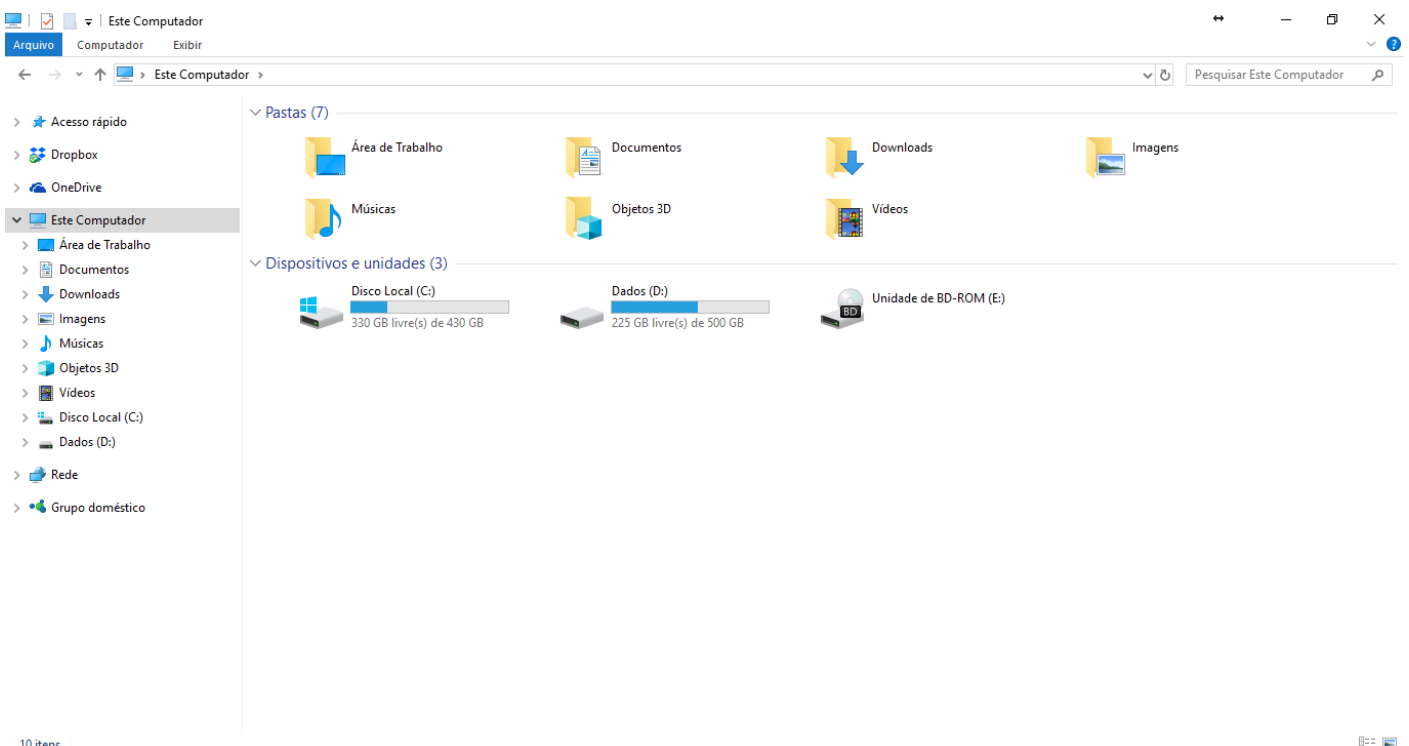 Este Computador
Arquivo Computador Exibir
Este Computador
Pesquisar Este Computador
Acesso rápido
Dropbox
OneDrive
Este Computador
Área de Trabalho
Documentos
Downloads
Imagens
Músicas
Objetos 3D
Vídeos
Disco Local (C:)
Dados (D:)
Rede
Grupo doméstico
Pastas (7)
Área de Trabalho
Documentos
Downloads
Imagens
Músicas
Objetos 3D
Vídeos
Dispositivos e unidades (3)
Disco Local (C:)
330 GB livre(s) de 430 GB
Dados (D:)
225 GB livre(s) de 500 GB
BD
Unidade de BD-ROM (E:)
10 itens